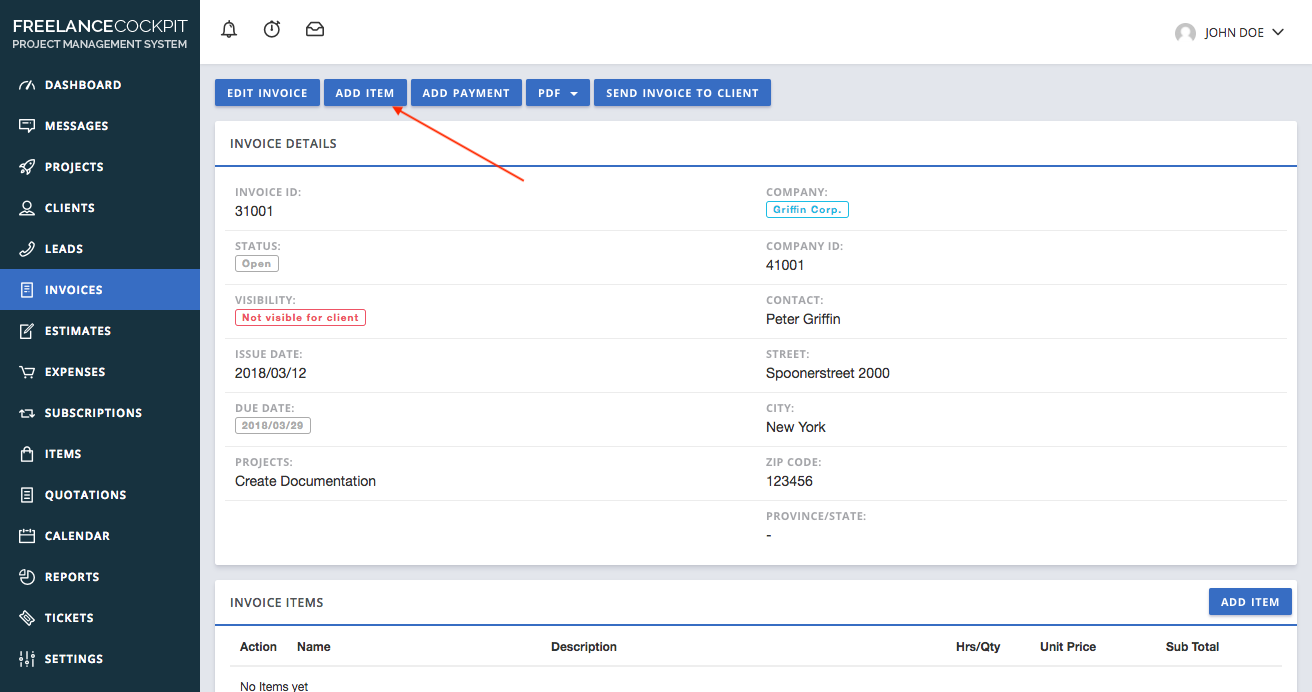 FREELANCECOCKPIT
PROJECT MANAGEMENT SYSTEM
DASHBOARD
MESSAGES
PROJECTS
CLIENTS
LEADS
INVOICES
ESTIMATES
EXPENSES
SUBSCRIPTIONS
ITEMS
QUOTATIONS
CALENDAR
REPORTS
TICKETS
SETTINGS
JOHN DOE
EDIT INVOICE ADD ITEM ADD PAYMENT PDF SEND INVOICE TO CLIENT
INVOICE DETAILS
INVOICE ID:
31001
STATUS:
Open
VISIBILITY:
Not visible for client
ISSUE DATE:
2018/03/12
DUE DATE:
2018/03/29
PROJECTS:
Create Documentation
COMPANY:
Griffin Corp.
COMPANY ID:
41001
CONTACT:
Peter Griffin
STREET:
Spoonerstreet 2000
CITY:
New York
ZIP CODE:
123456
PROVINCE/STATE:
-
INVOICE ITEMS ADD ITEM
Action Name Description Hrs/Qty Unit Price Sub Total
No Items yet